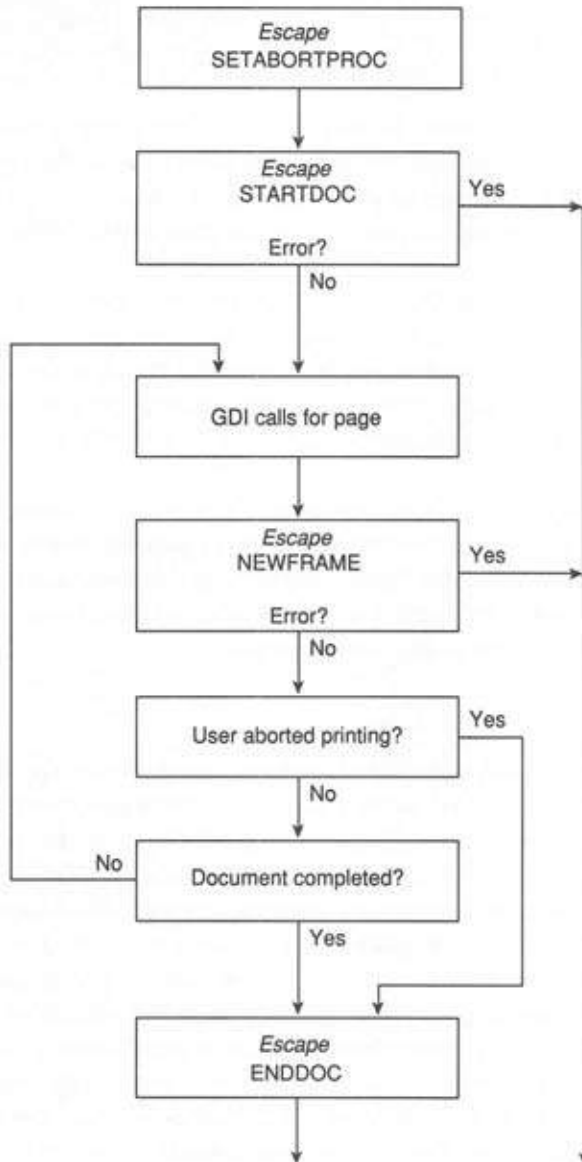 Escape
SETABORTPROC
Escape
STARTDOC
Yes
Error?
No
GDI calls for page
Escape
NEWFRAME
Yes
Error?
No
User aborted printing?
Yes
No
No
Document completed?
Yes
Escape
ENDDOC